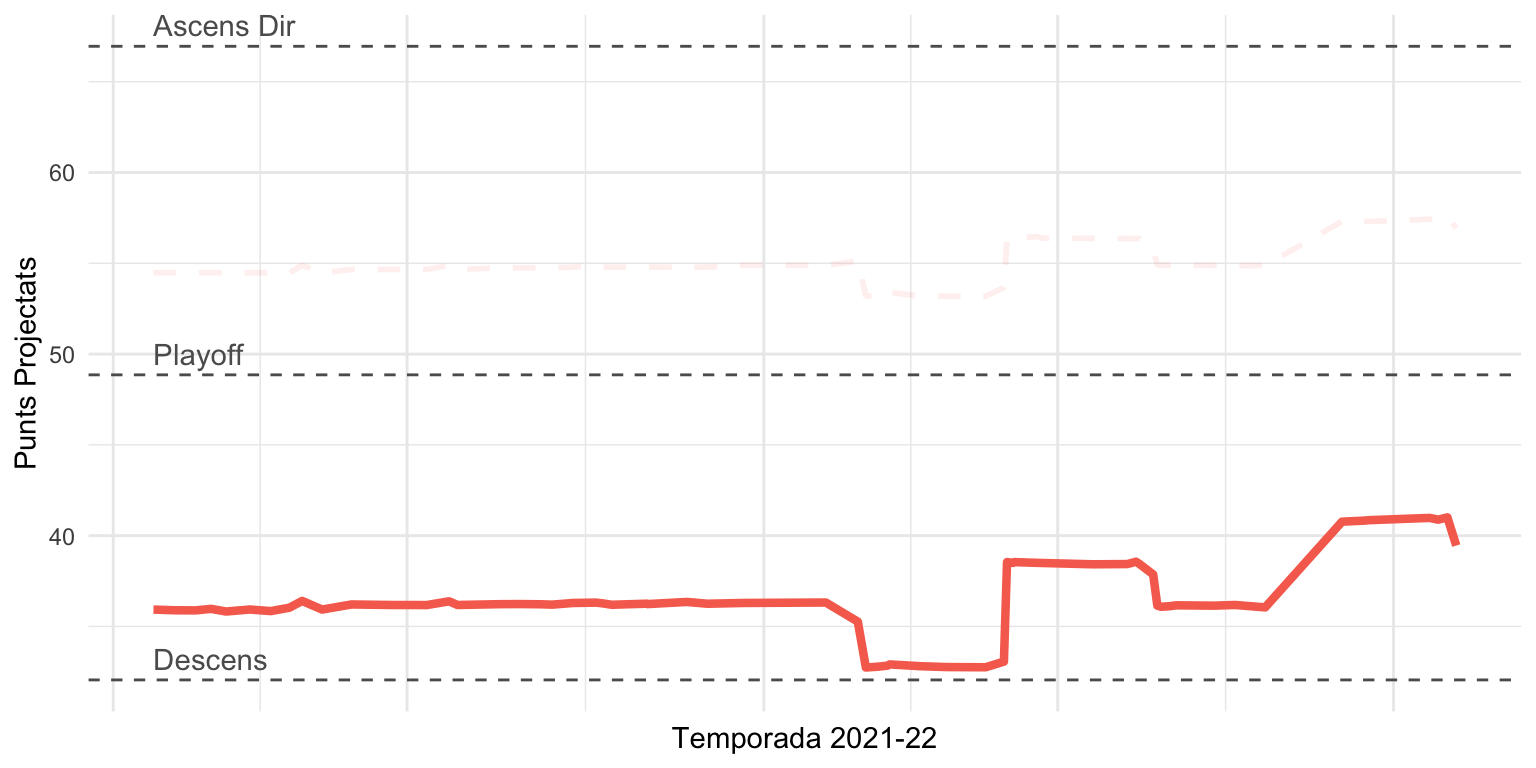 Ascens Dir
60
Playoff
50
40
Descens
Punts Projectats
Temporada 2021-22